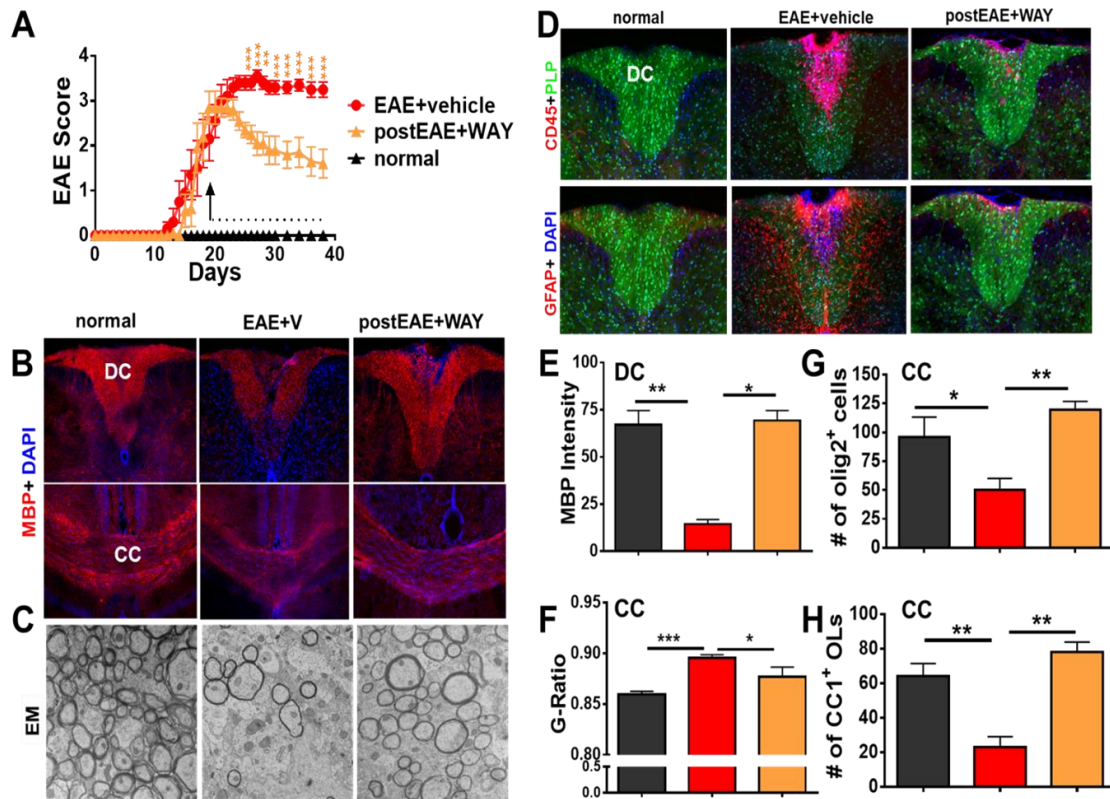 A
EAE Score
4
3
2
1
0
0 10 20 30 40
Days
*** *** *** *** *** *** *** ***
EAE+vehicle
postEAE+WAY
normal
B
normal EAE+V postEAE+WAY
MBP+ DAPI
DC
CC
C
EM
D
normal EAE+vehicle postEAE+WAY
CD45+PLP
DC
GFAP+ DAPI
E
DC
MBP Intensity
100
75
50
25
0
** *
F
CC
G-Ratio
0.95
0.90
0.85
0.80
0.5
0.0
*** *
G
CC
# of olig2+ cells
150
125
100
75
50
25
0
* **
H
CC
# of CC1+ OLs
100
80
60
40
20
0
** **